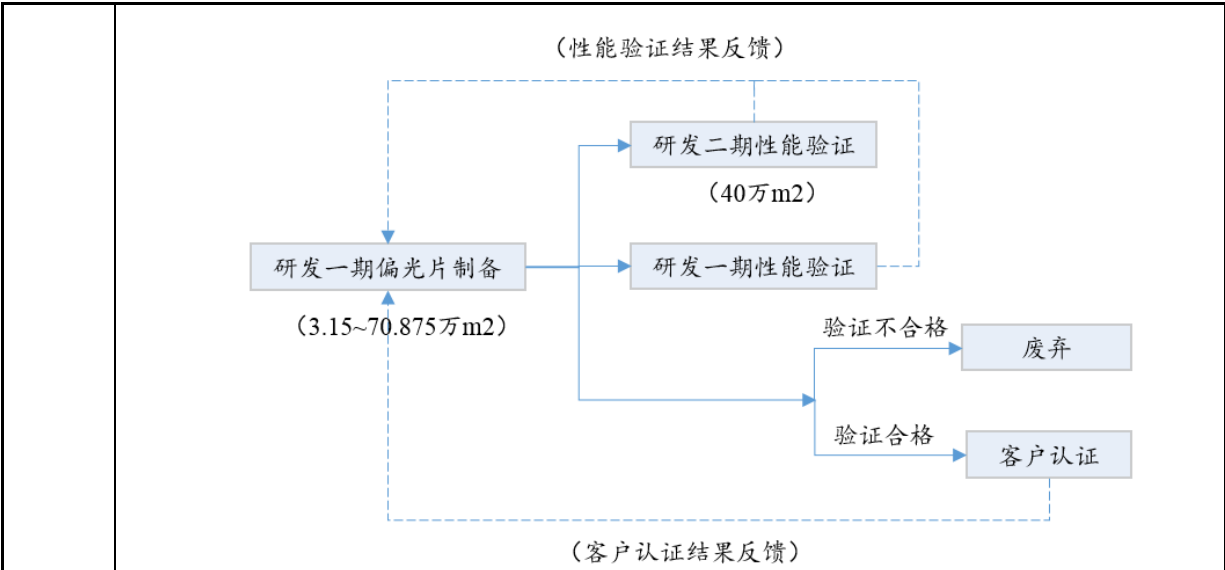 （性能验证结果反馈）
研发二期性能验证
（40万m2）
研发一期偏光片制备
研发一期性能验证
（3.15~70.875万m2）
验证不合格
废弃
验证合格
客户认证
（客户认证结果反馈）